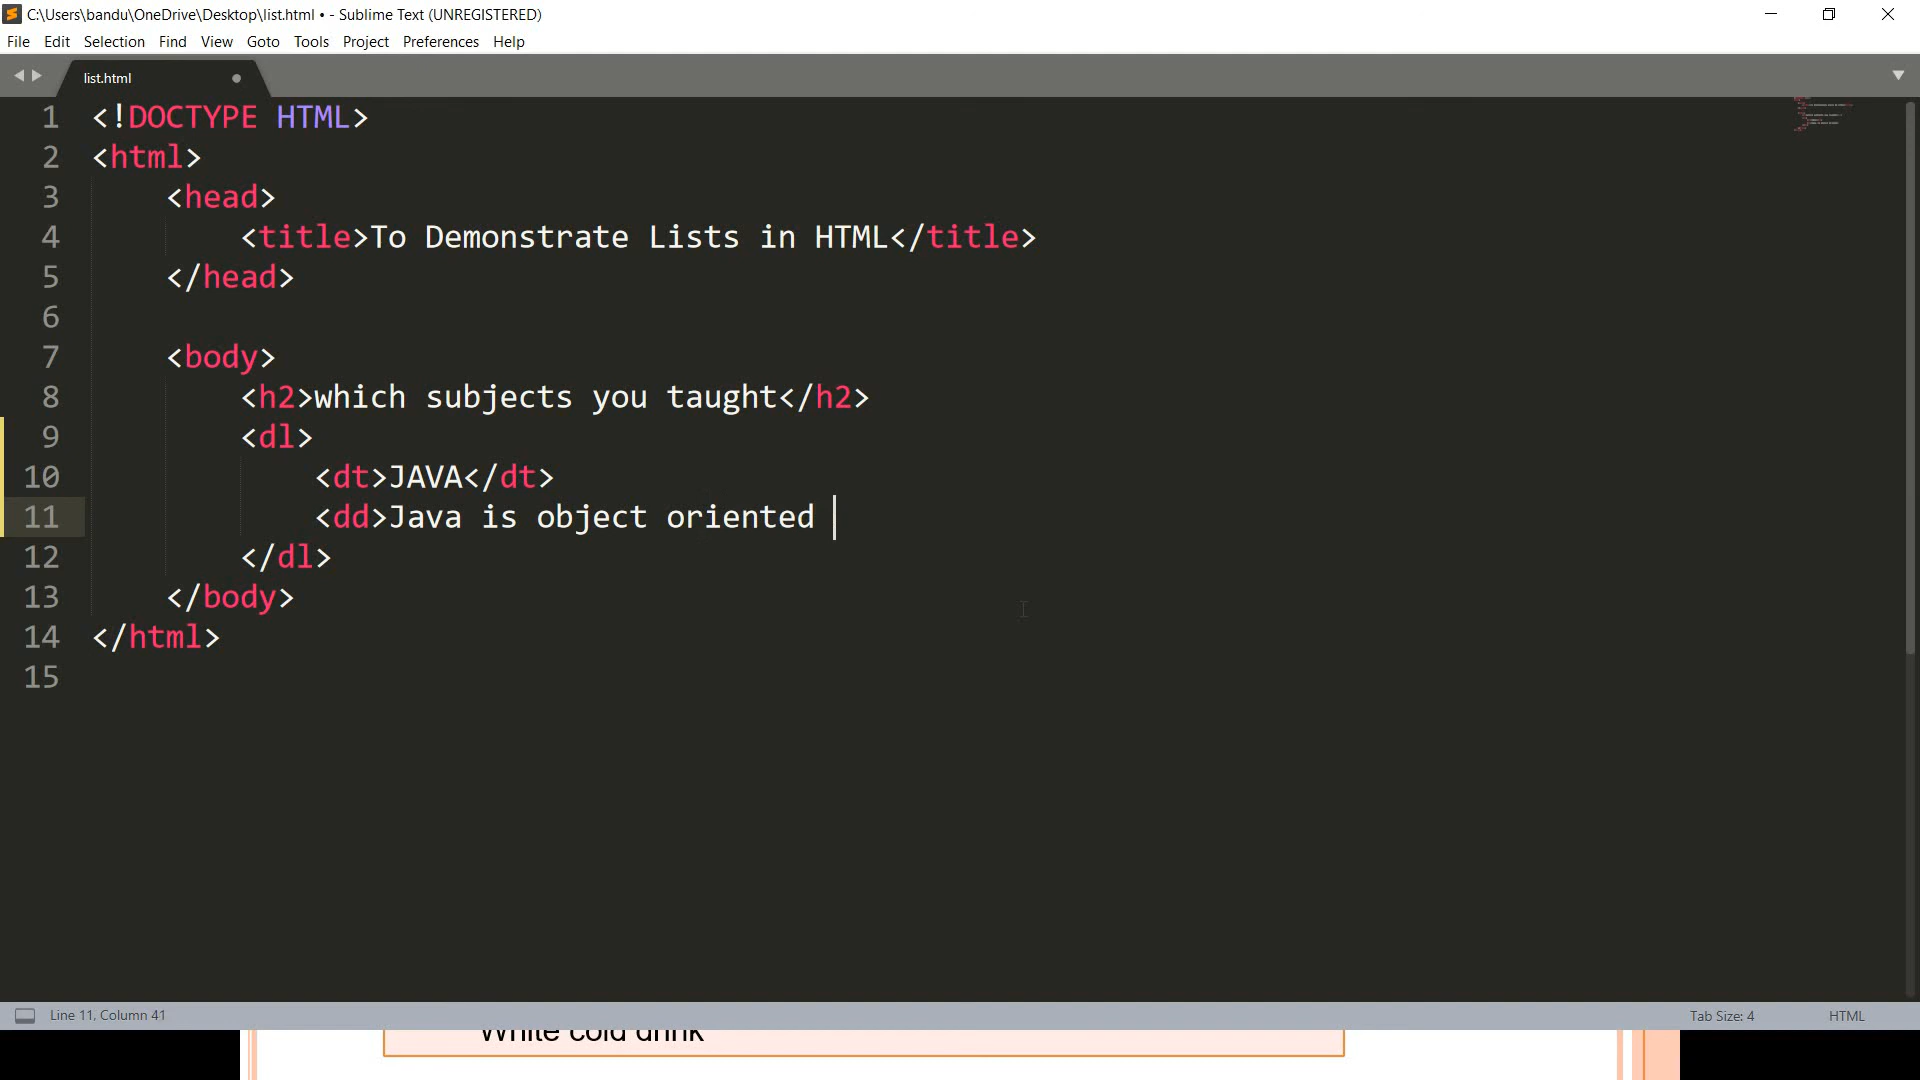 C:\Users\bandu\OneDrive\Desktop\list.html • - Sublime Text (UNREGISTERED)
File Edit Selection Find View Goto Tools Project Preferences Help
list.html
1 <!DOCTYPE HTML>
2 <html>
3 <head>
4 <title>To Demonstrate Lists in HTML</title>
5 </head>
6
7 <body>
8 <h2>which subjects you taught</h2>
9 <dl>
10 <dt>JAVA</dt>
11 <dd>Java is object oriented
12 </dl>
13 </body>
14 </html>
15
Line 11, Column 41 Tab Size: 4 HTML
White cold drink